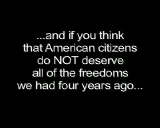 ...and if you think
that American citizens
do NOT deserve
all of the freedoms
we had four years ago...